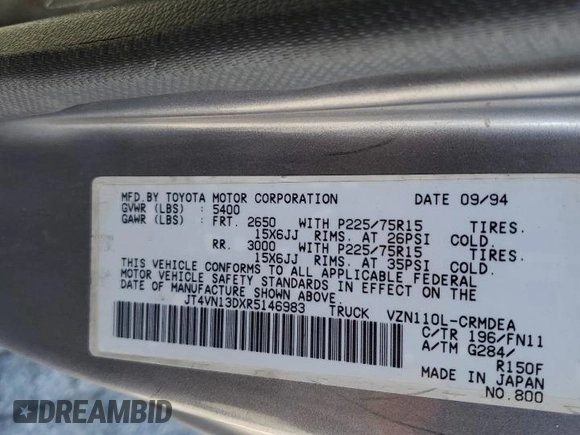 MFD.BY TOYOTA MOTOR CORPORATION DATE 09/94
GVWR (LBS) : 5400
GAWR (LBS) : FRT. 2650 WITH P225/75R15 TIRES.
15X6JJ RIMS. AT 26PSI COLD.
RR. 3000 WITH P225/75R15 TIRES.
15X6JJ RIMS. AT 35PSI COLD.
THIS VEHICLE CONFORMS TO ALL APPLICABLE FEDERAL
MOTOR VEHICLE SAFETY STANDARDS IN EFFECT ON THE
DATE OF MANUFACTURE SHOWN ABOVE.
JT4VN13DXR5146983 TRUCK VZN110L-CRMDEA
C/TR 196/FN11
A/TM G284/
R150F
MADE IN JAPAN
NO.800
DREAMBID